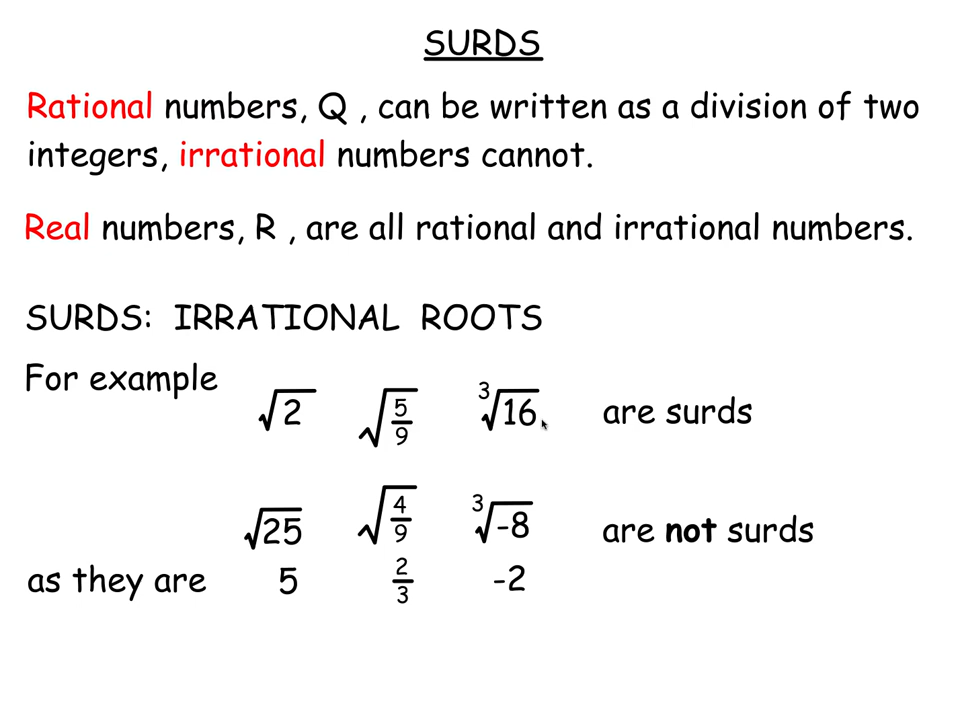 SURDS
Rational numbers, Q , can be written as a division of two
integers, irrational numbers cannot.
Real numbers, R , are all rational and irrational numbers.
SURDS: IRRATIONAL ROOTS
For example
√2 √(5/9) ³√16 are surds
√25 √(4/9) ³√-8 are not surds
as they are 5 2/3 -2